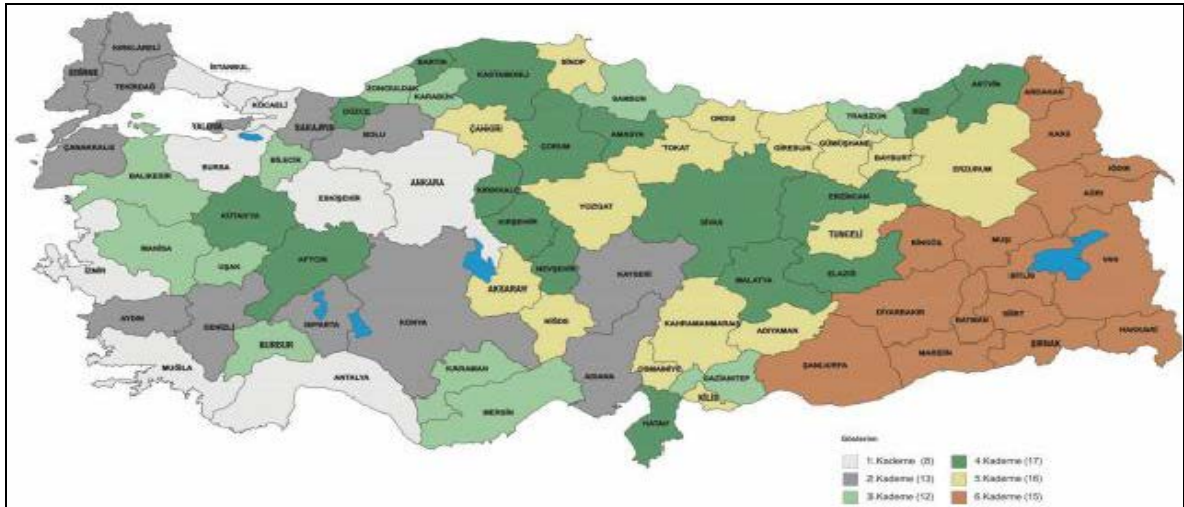 KIRKLARELİ
EDİRNE
TEKİRDAĞ
İSTANBUL
KOCAELİ
YALOVA
SAKARYA
DÜZCE
BOLU
ZONGULDAK
BARTIN
KARABÜK
KASTAMONU
SİNOP
SAMSUN
ÇANKIRI
ÇORUM
AMASYA
ORDU
TOKAT
GİRESUN
GÜMÜŞHANE
TRABZON
BAYBURT
RİZE
ARTVİN
ARDAHAN
KARS
IĞDIR
AĞRI
ERZURUM
ERZİNCAN
ÇANAKKALE
BALIKESİR
BURSA
BİLECİK
ESKİŞEHİR
ANKARA
KIRIKKALE
KIRŞEHİR
YOZGAT
SİVAS
TUNCELİ
BİNGÖL
MUŞ
BİTLİS
VAN
KÜTAHYA
MANİSA
UŞAK
AFYON
İZMİR
AYDIN
DENİZLİ
ISPARTA
BURDUR
KONYA
AKSARAY
NEVŞEHİR
KAYSERİ
NİĞDE
MALATYA
ELAZIĞ
DİYARBAKIR
BATMAN
SİİRT
ŞIRNAK
HAKKARİ
MARDİN
ŞANLIURFA
ADIYAMAN
KAHRAMANMARAŞ
OSMANİYE
GAZİANTEP
KİLİS
HATAY
ADANA
MERSİN
KARAMAN
ANTALYA
MUĞLA
Gösterim
1. Kademe (8)
2. Kademe (13)
3. Kademe (12)
4. Kademe (17)
5. Kademe (16)
6. Kademe (15)